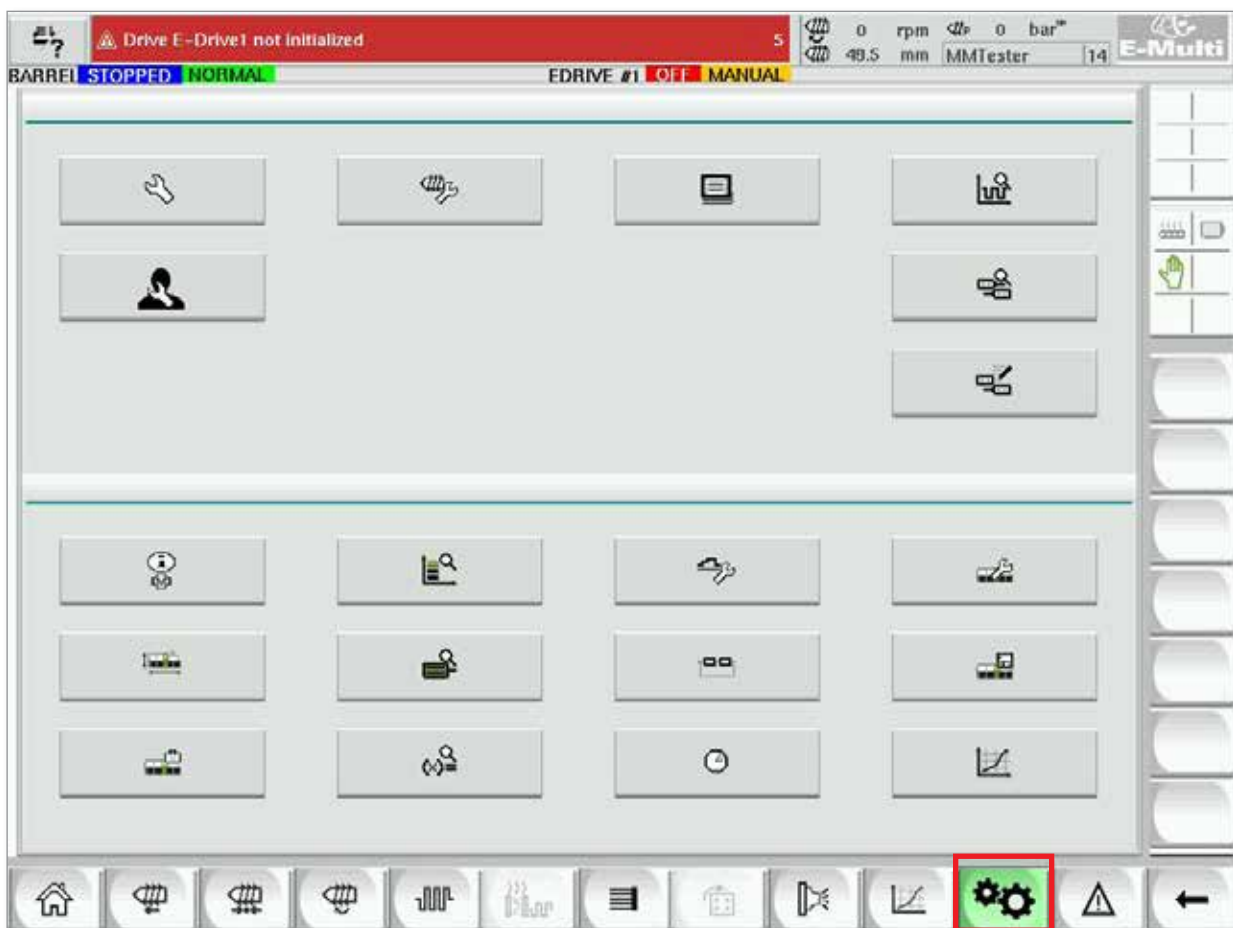 ? Drive E-Drive1 not initialized 5 0 rpm 0 bar
49.5 mm MMTester 14 E-Multi
BARREL STOPPED NORMAL EDRIVE #1 OFF MANUAL